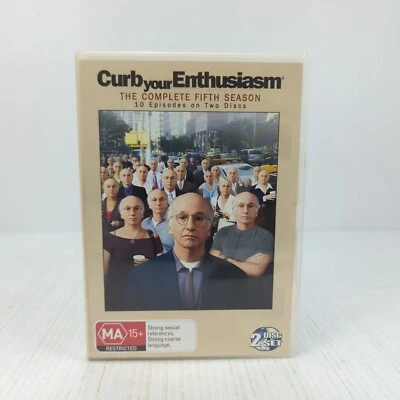 Curb your Enthusiasm
THE COMPLETE FIFTH SEASON
10 Episodes on Two Discs
MA 15+
RESTRICTED
Strong sexual
references,
Strong coarse
language.
2 DISC
SET